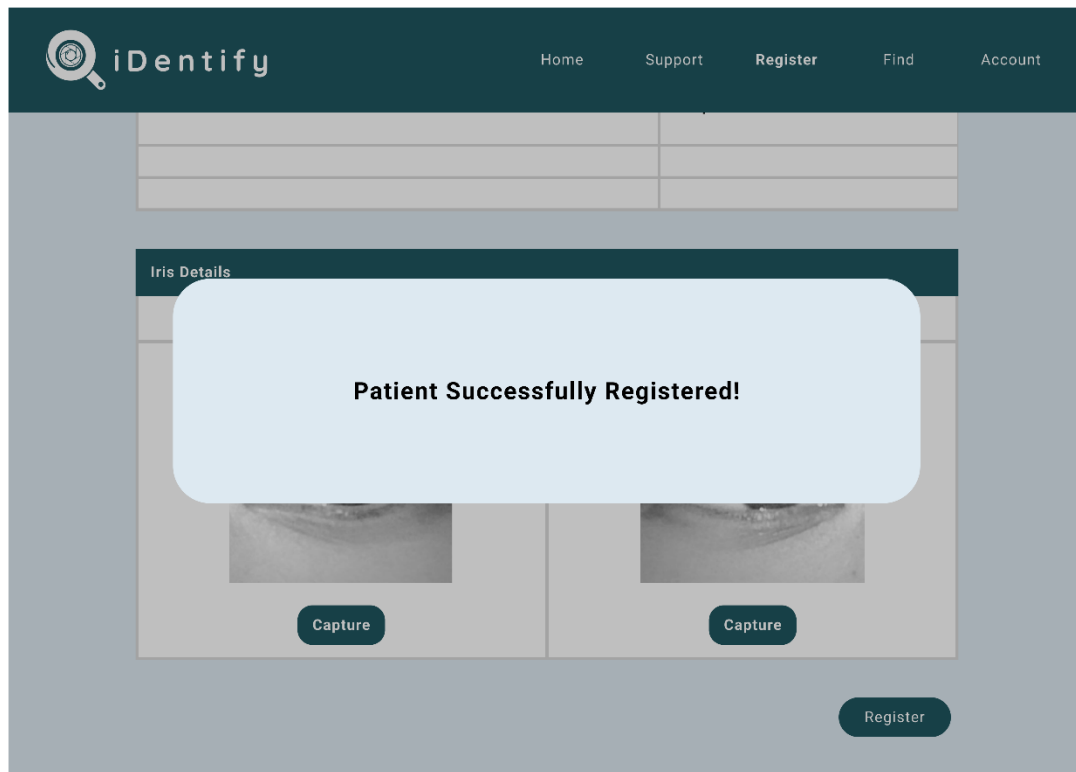 iDentify
Home Support Register Find Account
Iris Details
Patient Successfully Registered!
Capture Capture
Register